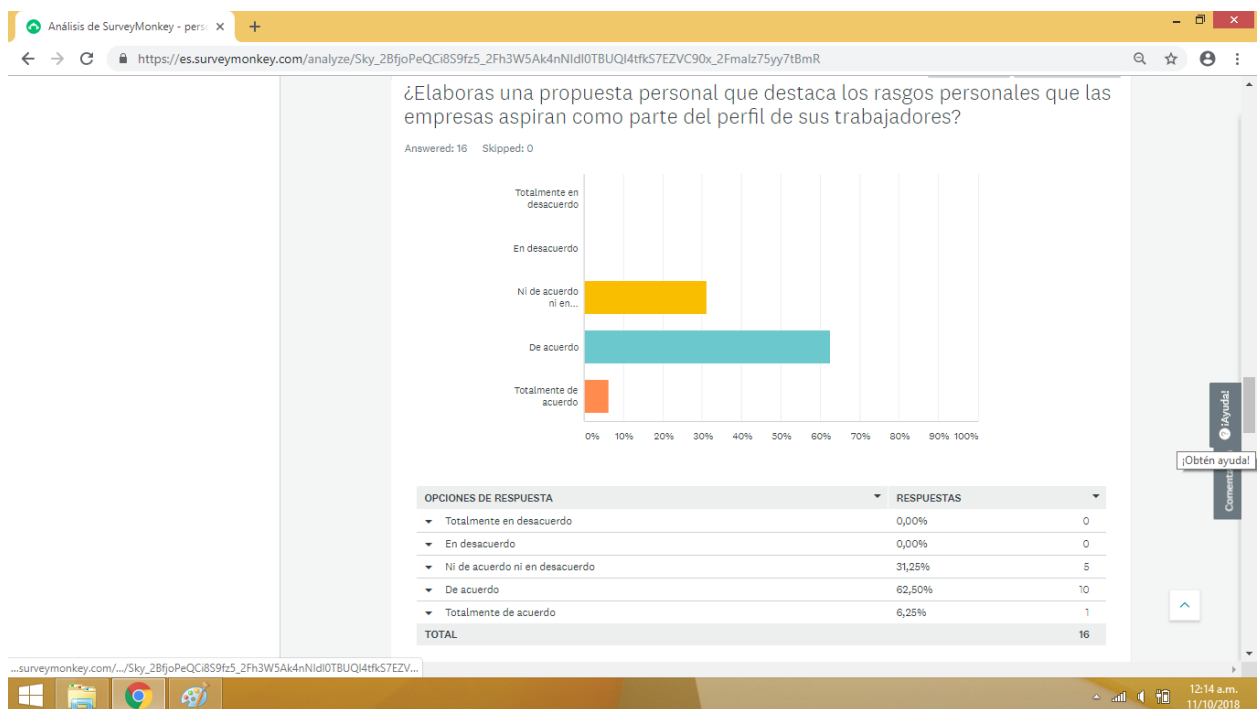 Análisis de SurveyMonkey - pers
https://es.surveymonkey.com/analyze/Sky_2BfjoPeQCi8S9fz5_2Fh3W5Ak4nNIdl0TBUQI4tfkS7EZVC90x_2Fmalz75yy7tBmR
¿Elaboras una propuesta personal que destaca los rasgos personales que las
empresas aspiran como parte del perfil de sus trabajadores?
Answered: 16 Skipped: 0
Totalmente en
desacuerdo
En desacuerdo
Ni de acuerdo
ni en...
De acuerdo
Totalmente de
acuerdo
0% 10% 20% 30% 40% 50% 60% 70% 80% 90% 100%
¡Ayuda!
¡Obtén ayuda!
OPCIONES DE RESPUESTA RESPUESTAS
Totalmente en desacuerdo 0,00% 0
En desacuerdo 0,00% 0
Ni de acuerdo ni en desacuerdo 31,25% 5
De acuerdo 62,50% 10
Totalmente de acuerdo 6,25% 1
TOTAL 16
...surveymonkey.com/.../Sky_2BfjoPeQCi8S9fz5_2Fh3W5Ak4nNIdl0TBUQI4tfkS7EZV...
12:14 a.m.
11/10/2018